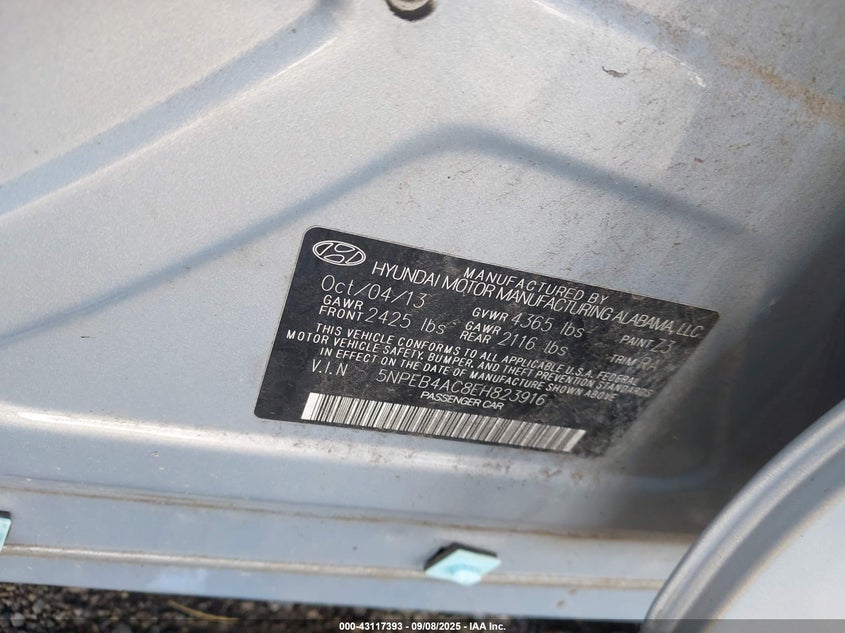 MANUFACTURED BY
HYUNDAI MOTOR MANUFACTURING ALABAMA, LLC
Oct/04/13 GVWR 4365 lbs PAINT Z3
GAWR FRONT 2425 lbs GAWR REAR 2116 lbs TRIM RA
THIS VEHICLE CONFORMS TO ALL APPLICABLE U.S.A. FEDERAL
MOTOR VEHICLE SAFETY, BUMPER, AND THEFT PREVENTION STANDARDS
IN EFFECT ON THE DATE OF MANUFACTURE SHOWN ABOVE
V.I.N 5NPEB4AC8EH823916
PASSENGER CAR
000-43117393 - 09/08/2025 - IAA Inc.